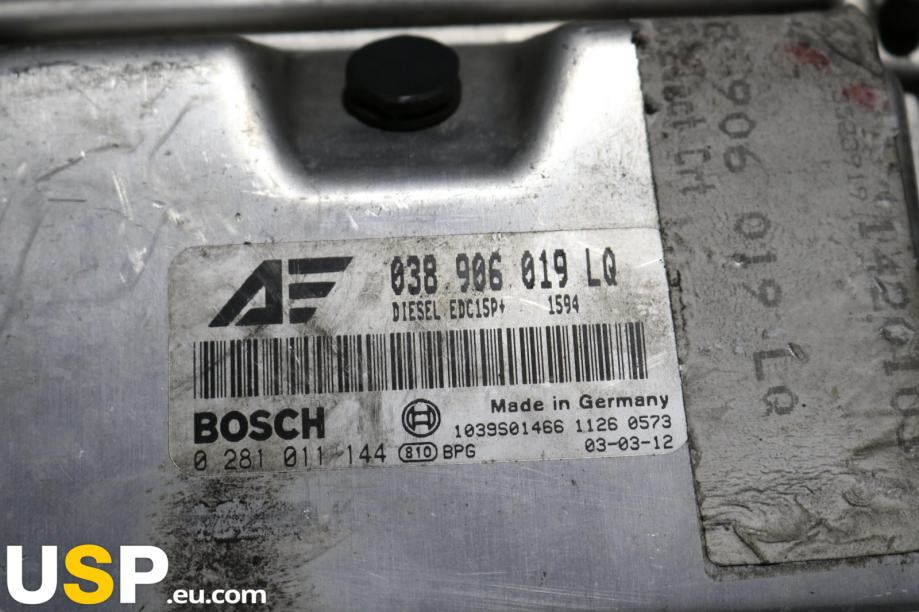 AE
038 906 019 LQ
DIESEL EDC15P+ 1594
BOSCH
Made in Germany
1039S01466 1126 0573
0 281 011 144 810 BPG 03-03-12
906 019 LQ
USP.eu.com